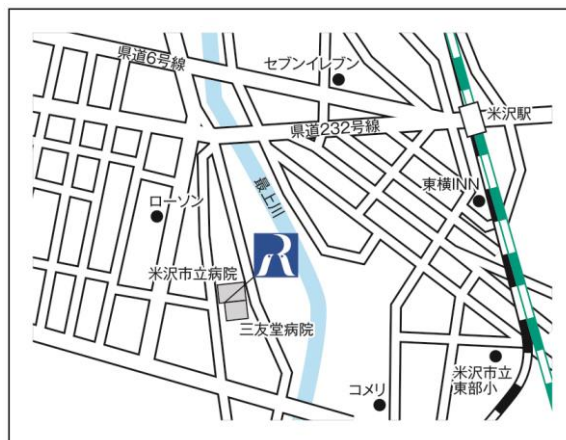 県道6号線
セブンイレブン
米沢駅
県道232号線
東横INN
最上川
ローソン
R
米沢市立病院
三友堂病院
米沢市立
東部小
コメリ